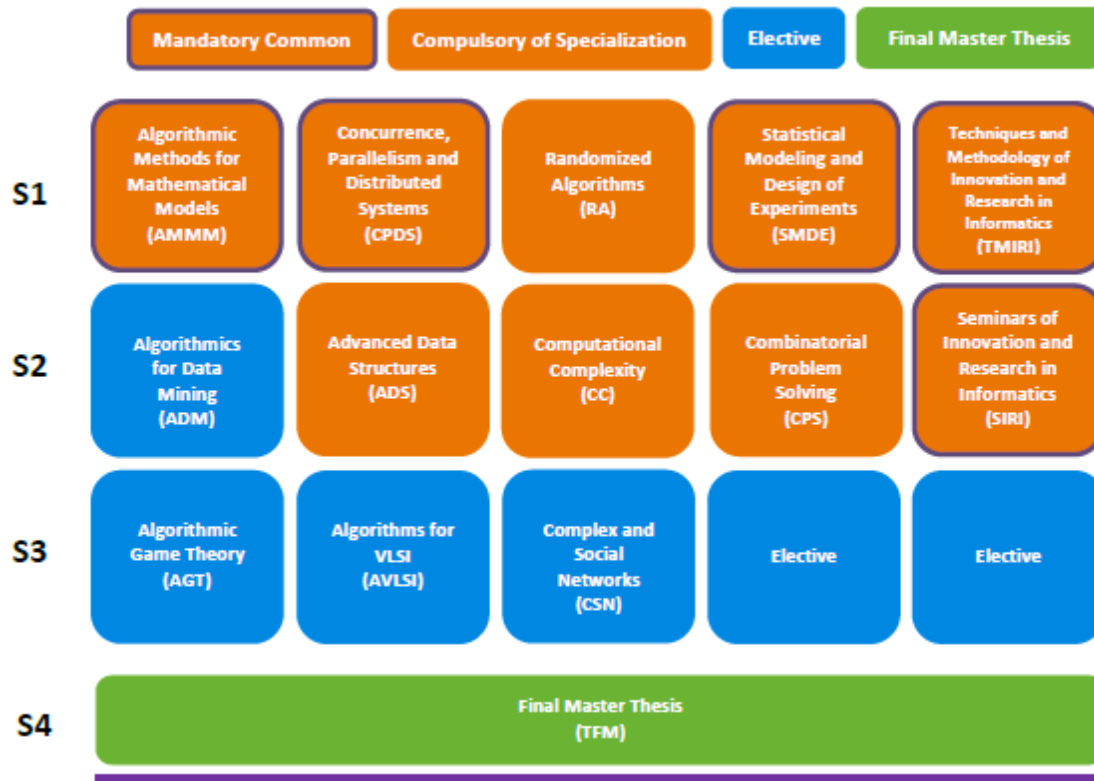 Mandatory Common
Compulsory of Specialization
Elective
Final Master Thesis
S1
Algorithmic
Methods for
Mathematical
Models
(AMMM)
Concurrence,
Parallelism and
Distributed
Systems
(CPDS)
Randomized
Algorithms
(RA)
Statistical
Modeling and
Design of
Experiments
(SMDE)
Techniques and
Methodology of
Innovation and
Research in
Informatics
(TMIRI)
S2
Algorithmics
for Data
Mining
(ADM)
Advanced Data
Structures
(ADS)
Computational
Complexity
(CC)
Combinatorial
Problem
Solving
(CPS)
Seminars of
Innovation and
Research in
Informatics
(SIRI)
S3
Algorithmic
Game Theory
(AGT)
Algorithms for
VLSI
(AVLSI)
Complex and
Social
Networks
(CSN)
Elective
Elective
S4
Final Master Thesis
(TFM)